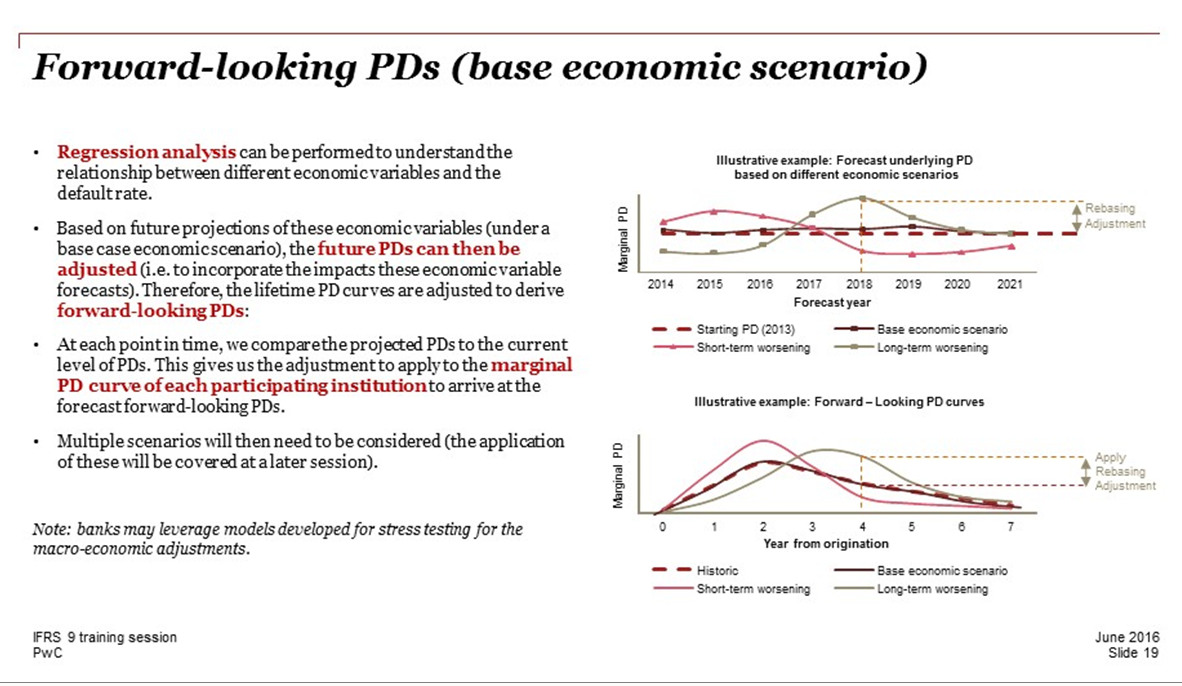 Forward-looking PDs (base economic scenario)
• Regression analysis can be performed to understand the
relationship between different economic variables and the
default rate.
• Based on future projections of these economic variables (under a
base case economic scenario), the future PDs can then be
adjusted (i.e. to incorporate the impacts these economic variable
forecasts). Therefore, the lifetime PD curves are adjusted to derive
forward-looking PDs:
• At each point in time, we compare the projected PDs to the current
level of PDs. This gives us the adjustment to apply to the marginal
PD curve of each participating institution to arrive at the
forecast forward-looking PDs.
• Multiple scenarios will then need to be considered (the application
of these will be covered at a later session).
Note: banks may leverage models developed for stress testing for the
macro-economic adjustments.
Illustrative example: Forecast underlying PD
based on different economic scenarios
Marginal PD
Rebasing
Adjustment
2014 2015 2016 2017 2018 2019 2020 2021
Forecast year
Starting PD (2013) Base economic scenario
Short-term worsening Long-term worsening
Illustrative example: Forward – Looking PD curves
Marginal PD
Apply
Rebasing
Adjustment
0 1 2 3 4 5 6 7
Year from origination
Historic Base economic scenario
Short-term worsening Long-term worsening
IFRS 9 training session
PwC
June 2016
Slide 19